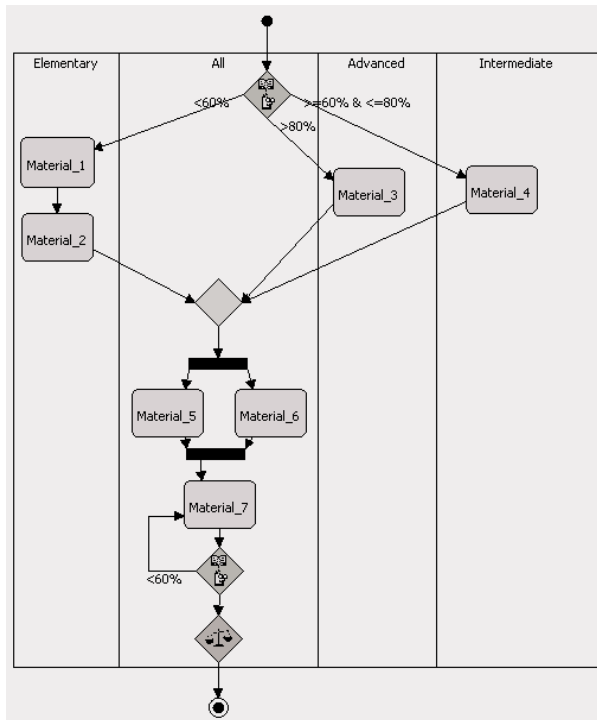 Elementary
All
Advanced
Intermediate
<60%
>=60% & <=80%
>80%
Material_1
Material_3
Material_4
Material_2
Material_5
Material_6
Material_7
<60%